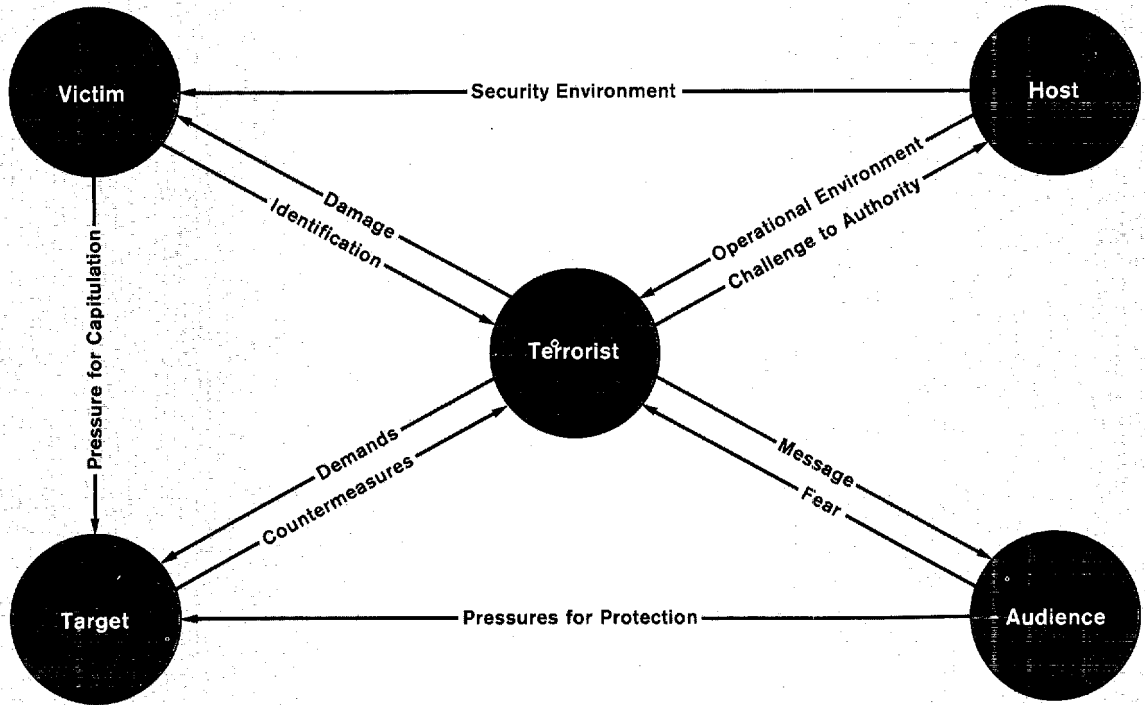 Victim
Security Environment
Host
Damage
Identification
Operational Environment
Challenge to Authority
Pressure for Capitulation
Terrorist
Demands
Countermeasures
Message
Fear
Target
Pressures for Protection
Audience